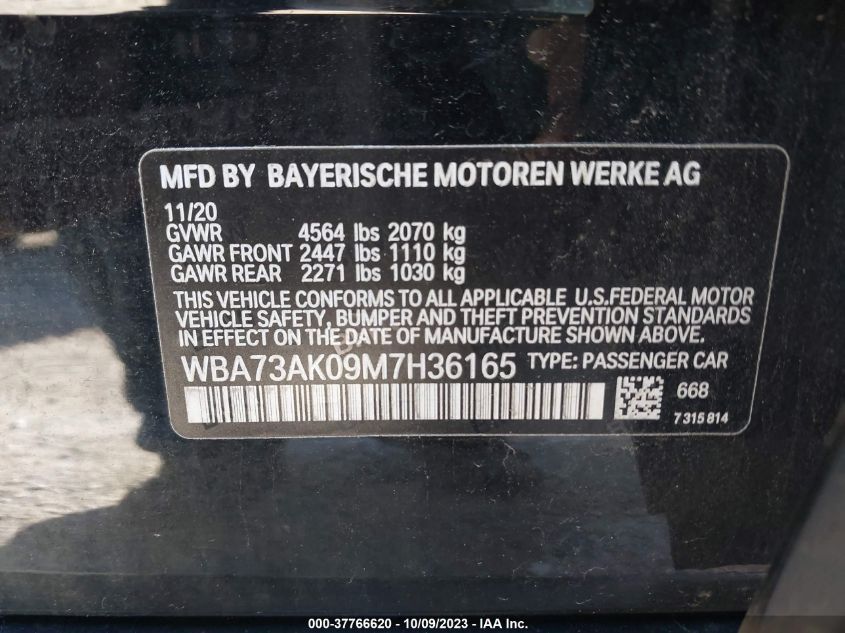 MFD BY BAYERISCHE MOTOREN WERKE AG
11/20
GVWR 4564 lbs 2070 kg
GAWR FRONT 2447 lbs 1110 kg
GAWR REAR 2271 lbs 1030 kg
THIS VEHICLE CONFORMS TO ALL APPLICABLE U.S.FEDERAL MOTOR
VEHICLE SAFETY, BUMPER AND THEFT PREVENTION STANDARDS
IN EFFECT ON THE DATE OF MANUFACTURE SHOWN ABOVE.
WBA73AK09M7H36165 TYPE: PASSENGER CAR
668
7315814
000-37766620 - 10/09/2023 - IAA Inc.